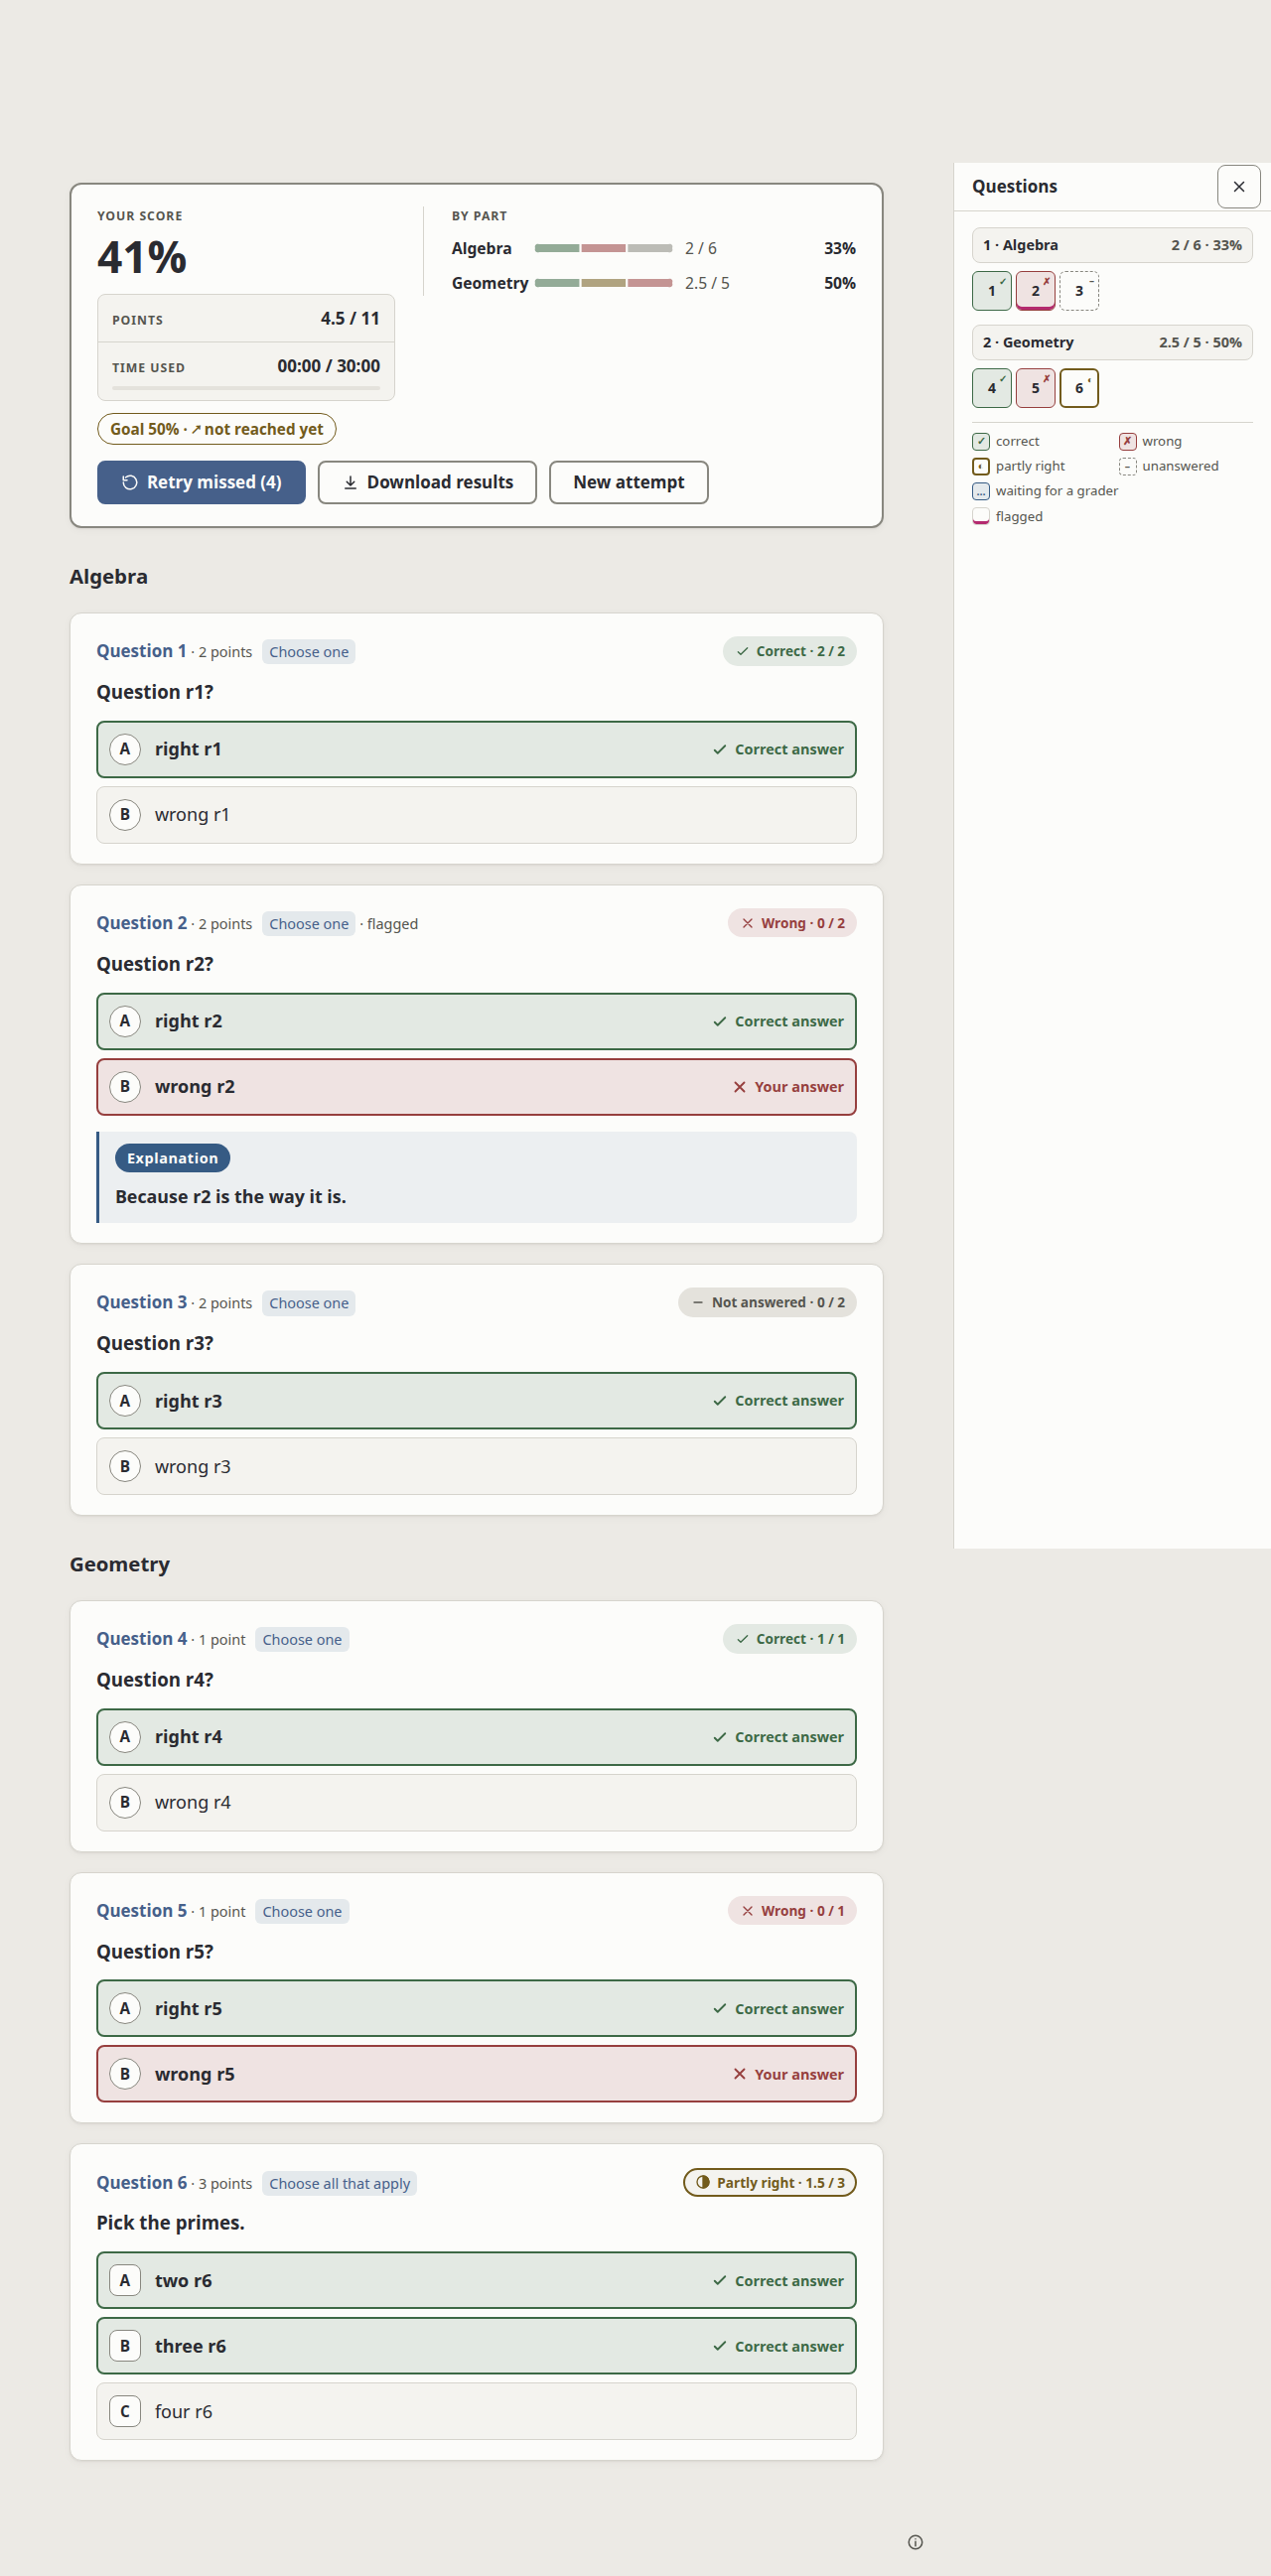 YOUR SCORE
41%
POINTS 4.5 / 11
TIME USED 00:00 / 30:00
Goal 50% · ↗ not reached yet
BY PART
Algebra 2 / 6 33%
Geometry 2.5 / 5 50%
Retry missed (4) Download results New attempt
Algebra
Question 1 · 2 points Choose one ✓ Correct · 2 / 2
Question r1?
A right r1 ✓ Correct answer
B wrong r1
Question 2 · 2 points Choose one · flagged ✕ Wrong · 0 / 2
Question r2?
A right r2 ✓ Correct answer
B wrong r2 ✕ Your answer
Explanation
Because r2 is the way it is.
Question 3 · 2 points Choose one – Not answered · 0 / 2
Question r3?
A right r3 ✓ Correct answer
B wrong r3
Geometry
Question 4 · 1 point Choose one ✓ Correct · 1 / 1
Question r4?
A right r4 ✓ Correct answer
B wrong r4
Question 5 · 1 point Choose one ✕ Wrong · 0 / 1
Question r5?
A right r5 ✓ Correct answer
B wrong r5 ✕ Your answer
Question 6 · 3 points Choose all that apply Partly right · 1.5 / 3
Pick the primes.
A two r6 ✓ Correct answer
B three r6 ✓ Correct answer
C four r6
Questions ✕
1 · Algebra 2 / 6 · 33%
1 ✓ 2 ✗ 3 –
2 · Geometry 2.5 / 5 · 50%
4 ✓ 5 ✗ 6
✓ correct ✗ wrong
partly right – unanswered
… waiting for a grader
flagged